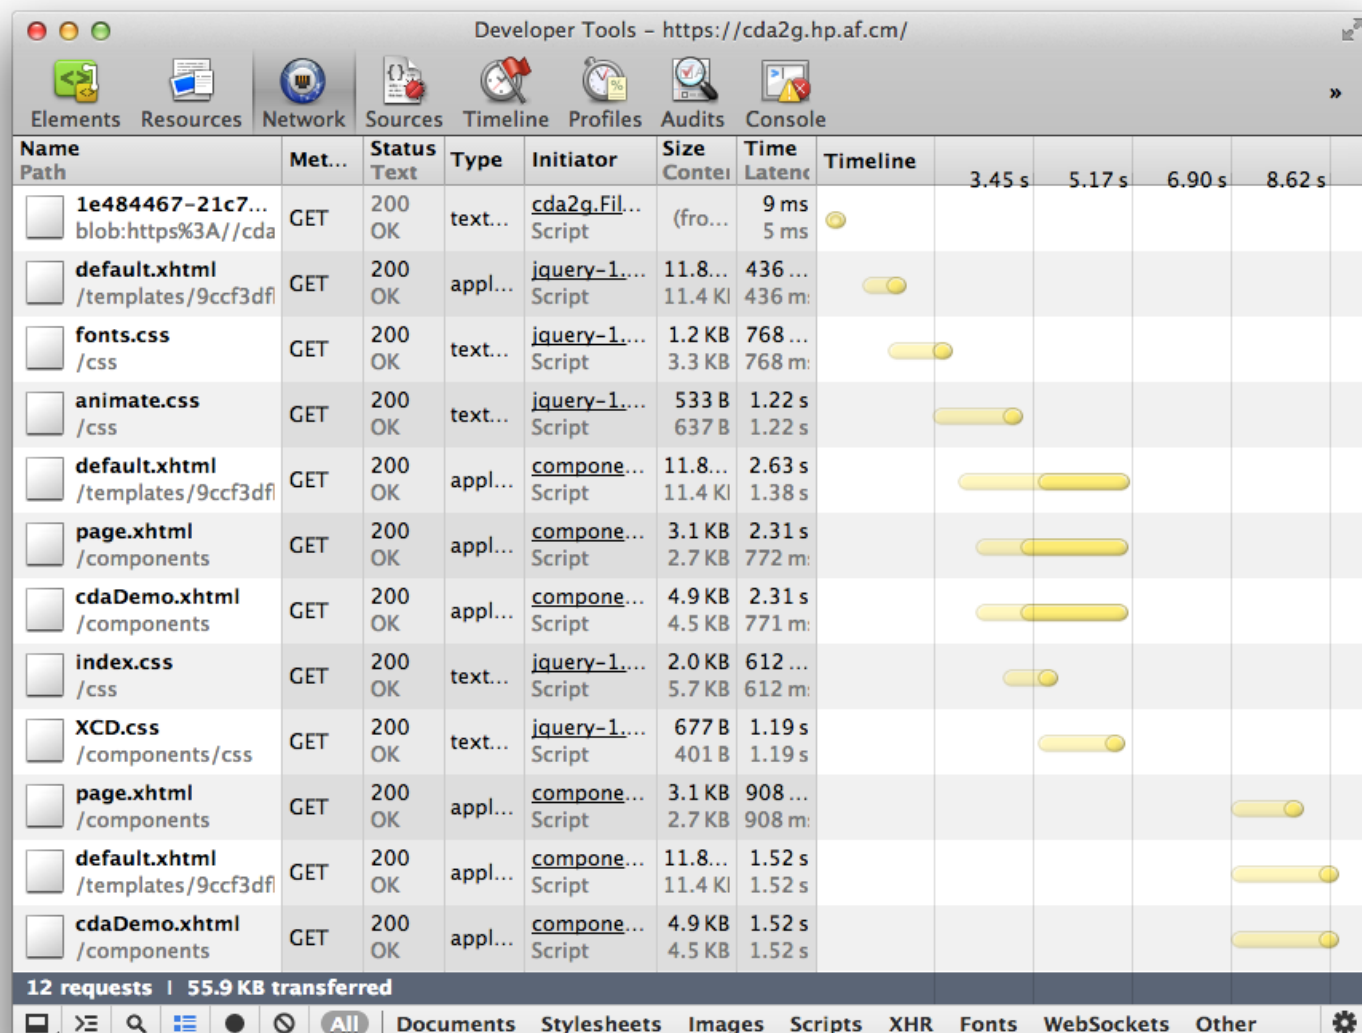 Developer Tools – https://cda2g.hp.af.cm/
Elements Resources Network Sources Timeline Profiles Audits Console »
Name Met... Status Type Initiator Size Time Timeline
Path Text Latenc
3.45 s 5.17 s 6.90 s 8.62 s
1e484467-21c7... GET 200 text... cda2g.Fil... (fro... 9 ms
blob:https%3A//cda OK Script 5 ms
default.xhtml GET 200 appl... jquery-1.... 11.8... 436 ...
/templates/9ccf3df OK Script 11.4 K 436 m
fonts.css GET 200 text... jquery-1.... 1.2 KB 768 ...
/css OK Script 3.3 KB 768 m
animate.css GET 200 text... jquery-1.... 533 B 1.22 s
/css OK Script 637 B 1.22 s
default.xhtml GET 200 appl... compone... 11.8... 2.63 s
/templates/9ccf3df OK Script 11.4 K 1.38 s
page.xhtml GET 200 appl... compone... 3.1 KB 2.31 s
/components OK Script 2.7 KB 772 m
cdaDemo.xhtml GET 200 appl... compone... 4.9 KB 2.31 s
/components OK Script 4.5 KB 771 m
index.css GET 200 text... jquery-1.... 2.0 KB 612 ...
/css OK Script 5.7 KB 612 m
XCD.css GET 200 text... jquery-1.... 677 B 1.19 s
/components/css OK Script 401 B 1.19 s
page.xhtml GET 200 appl... compone... 3.1 KB 908 ...
/components OK Script 2.7 KB 908 m
default.xhtml GET 200 appl... compone... 11.8... 1.52 s
/templates/9ccf3df OK Script 11.4 K 1.52 s
cdaDemo.xhtml GET 200 appl... compone... 4.9 KB 1.52 s
/components OK Script 4.5 KB 1.52 s
12 requests | 55.9 KB transferred
All Documents Stylesheets Images Scripts XHR Fonts WebSockets Other